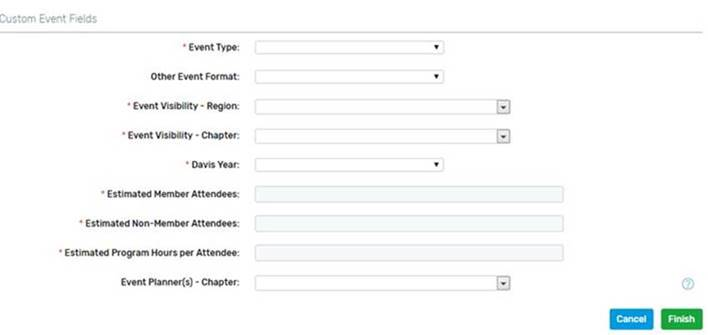 Custom Event Fields
* Event Type:
Other Event Format:
* Event Visibility - Region:
* Event Visibility - Chapter:
* Davis Year:
* Estimated Member Attendees:
* Estimated Non-Member Attendees:
* Estimated Program Hours per Attendee:
Event Planner(s) - Chapter:
?
Cancel Finish